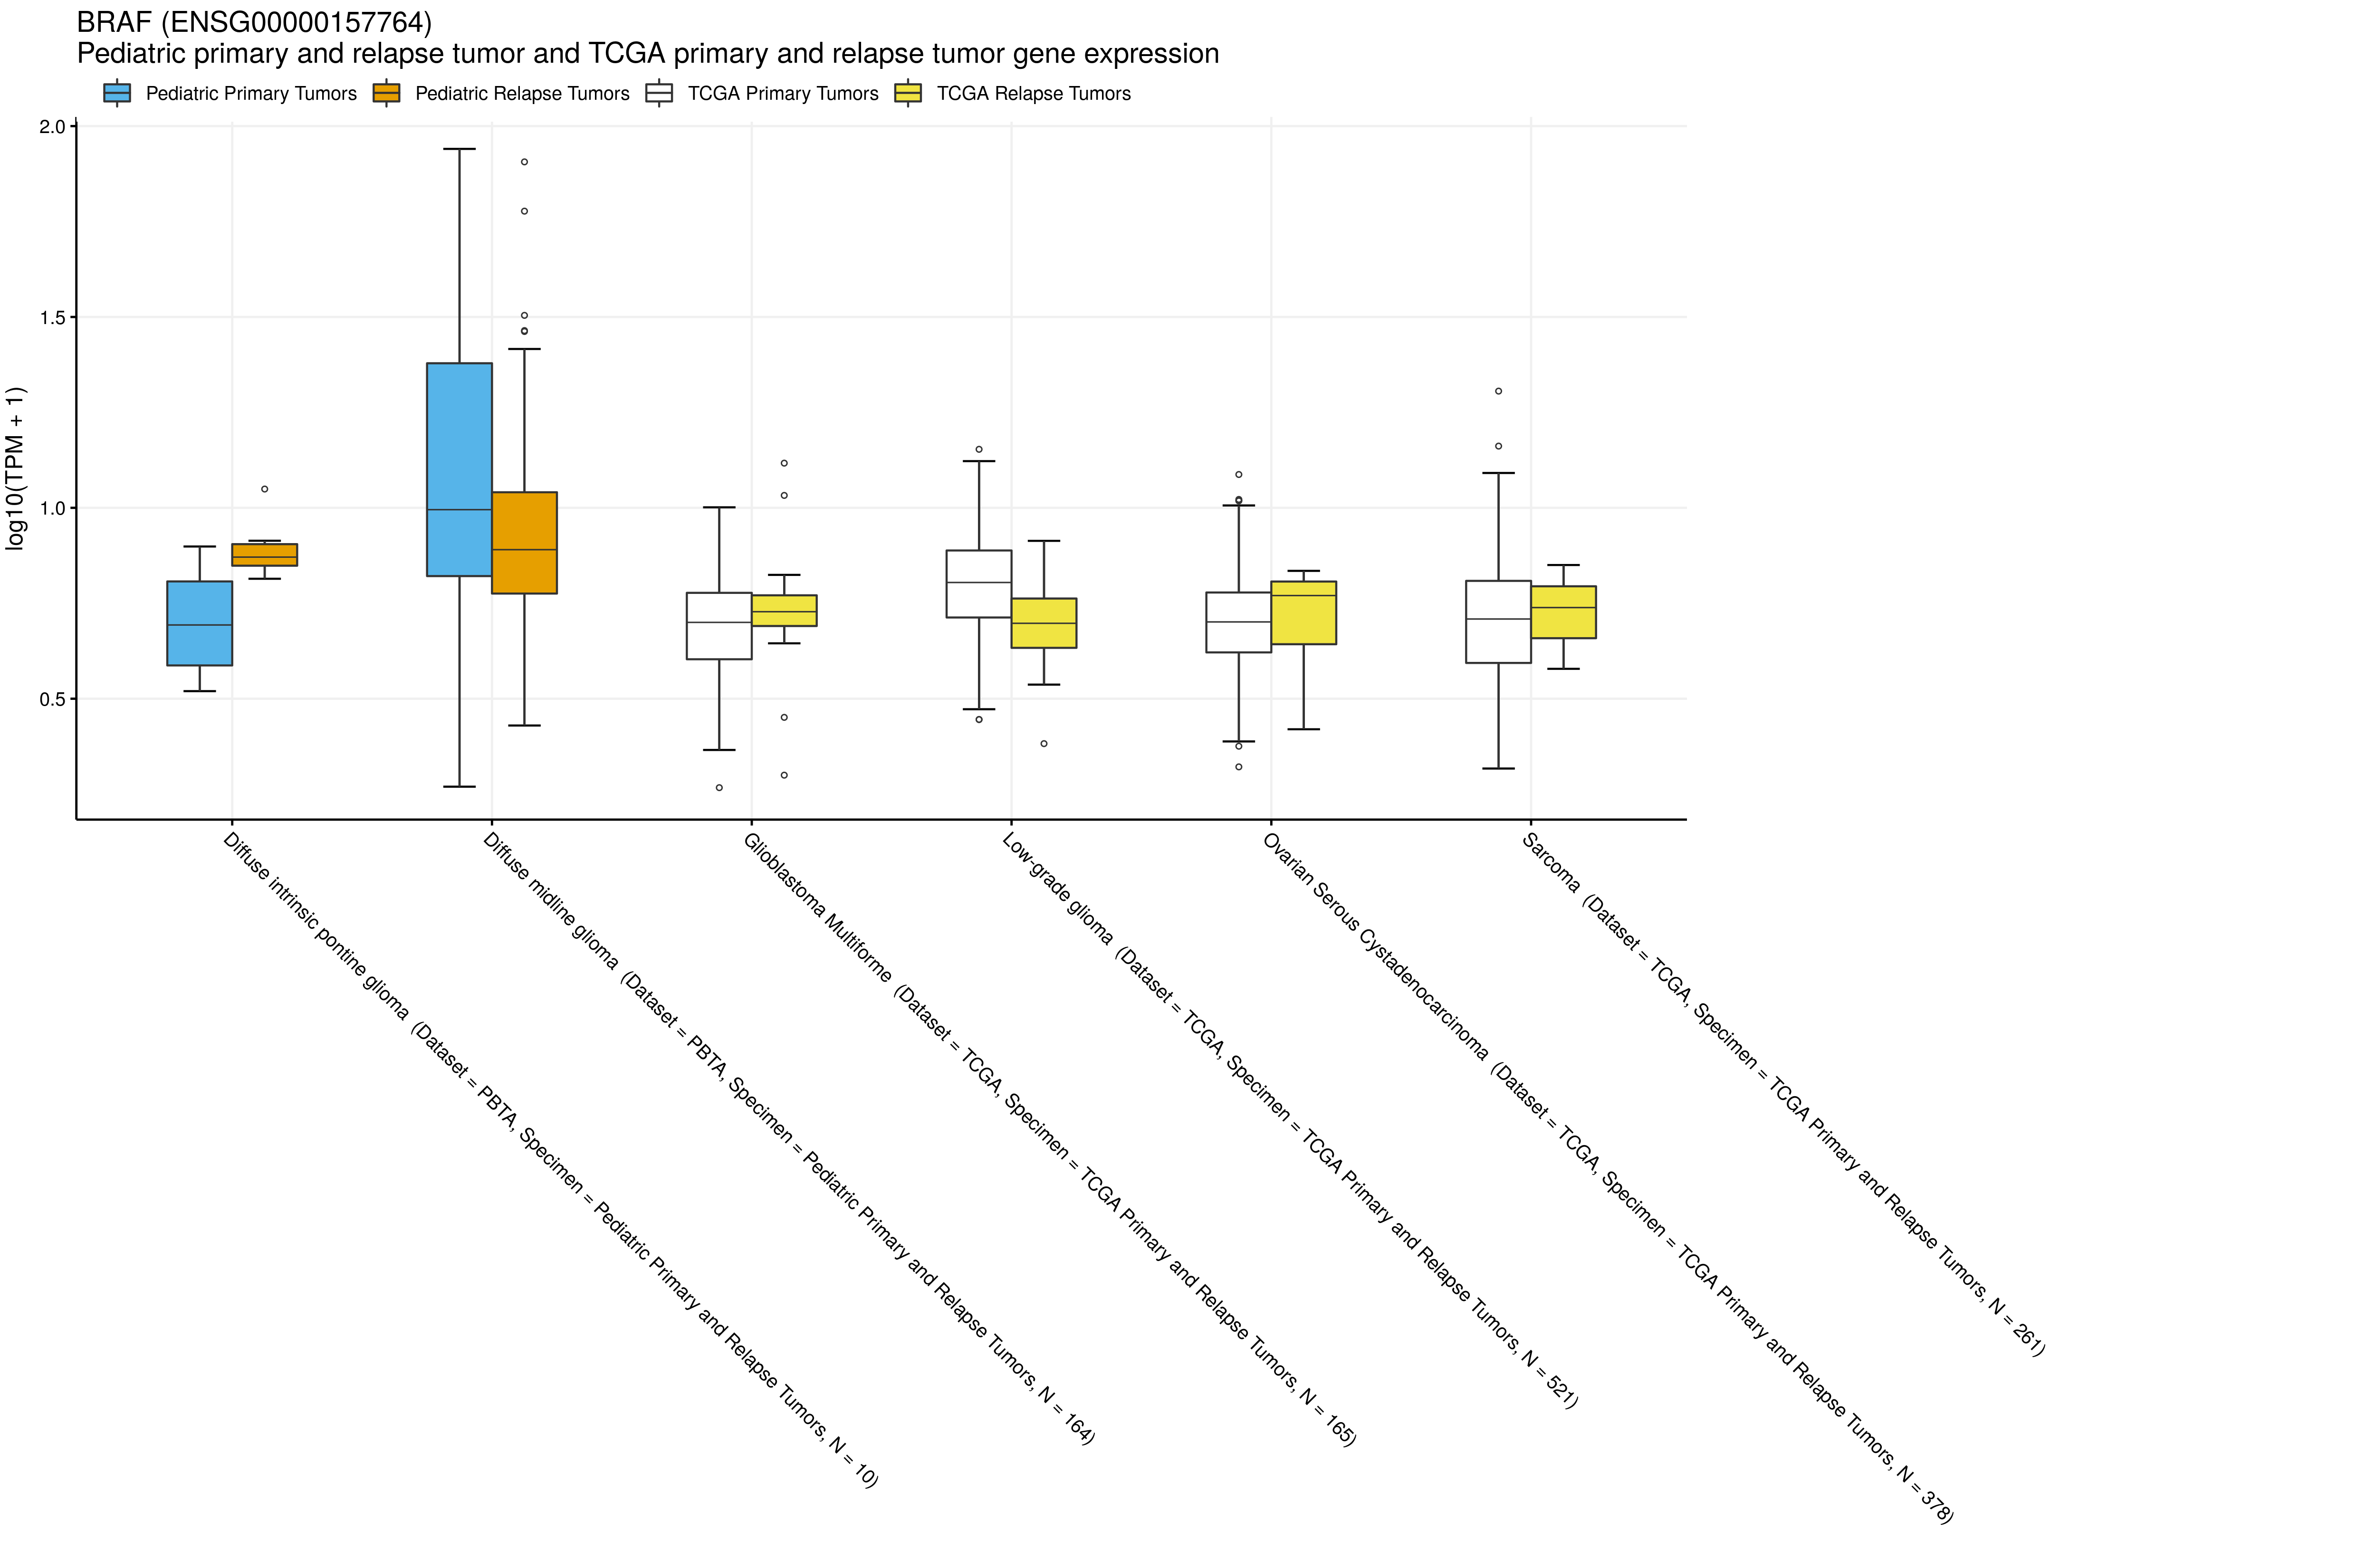 BRAF (ENSG00000157764)
Pediatric primary and relapse tumor and TCGA primary and relapse tumor gene expression
Pediatric Primary Tumors
Pediatric Relapse Tumors
TCGA Primary Tumors
TCGA Relapse Tumors
log10(TPM + 1)
2.0
1.5
1.0
0.5
Diffuse intrinsic pontine glioma (Dataset = PBTA, Specimen = Pediatric Primary and Relapse Tumors, N = 10)
Diffuse midline glioma (Dataset = PBTA, Specimen = Pediatric Primary and Relapse Tumors, N = 164)
Glioblastoma Multiforme (Dataset = TCGA, Specimen = TCGA Primary and Relapse Tumors, N = 165)
Low-grade glioma (Dataset = TCGA, Specimen = TCGA Primary and Relapse Tumors, N = 521)
Ovarian Serous Cystadenocarcinoma (Dataset = TCGA, Specimen = TCGA Primary and Relapse Tumors, N = 378)
Sarcoma (Dataset = TCGA, Specimen = TCGA Primary and Relapse Tumors, N = 261)